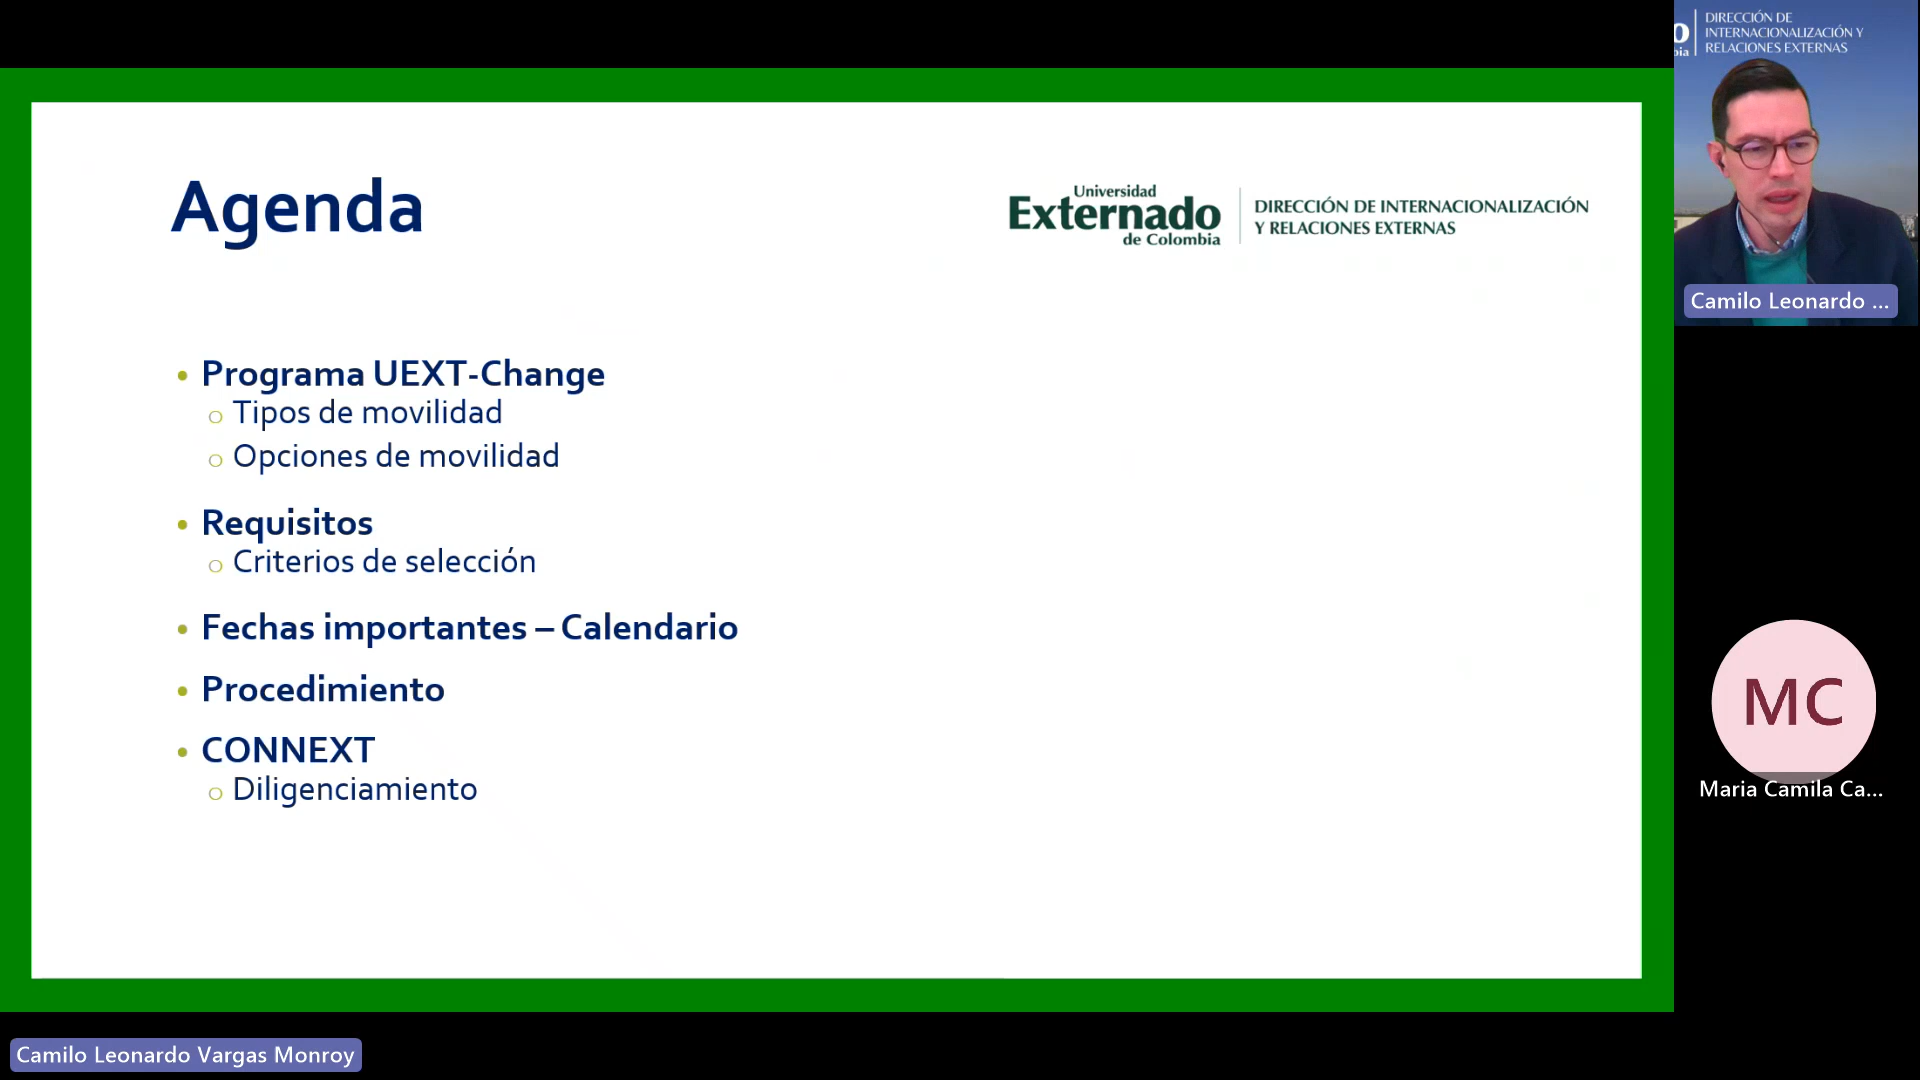 Agenda
Universidad
Externado
de Colombia
DIRECCIÓN DE INTERNACIONALIZACIÓN
Y RELACIONES EXTERNAS
• Programa UEXT-Change
o Tipos de movilidad
o Opciones de movilidad
• Requisitos
o Criterios de selección
• Fechas importantes – Calendario
• Procedimiento
• CONNEXT
o Diligenciamiento
DIRECCIÓN DE
INTERNACIONALIZACIÓN Y
RELACIONES EXTERNAS
Camilo Leonardo ...
MC
Maria Camila Ca...
Camilo Leonardo Vargas Monroy